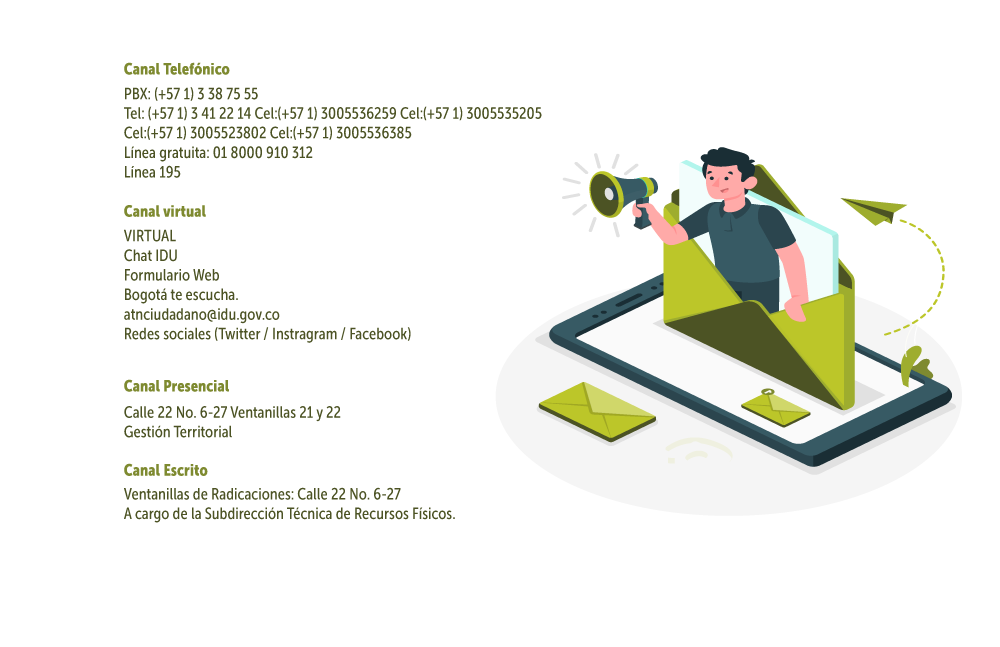 Canal Telefónico
PBX: (+57 1) 3 38 75 55
Tel: (+57 1) 3 41 22 14 Cel:(+57 1) 3005536259 Cel:(+57 1) 3005535205
Cel:(+57 1) 3005523802 Cel:(+57 1) 3005536385
Línea gratuita: 01 8000 910 312
Línea 195
Canal virtual
VIRTUAL
Chat IDU
Formulario Web
Bogotá te escucha.
atnciudadano@idu.gov.co
Redes sociales (Twitter / Instragram / Facebook)
Canal Presencial
Calle 22 No. 6-27 Ventanillas 21 y 22
Gestión Territorial
Canal Escrito
Ventanillas de Radicaciones: Calle 22 No. 6-27
A cargo de la Subdirección Técnica de Recursos Físicos.